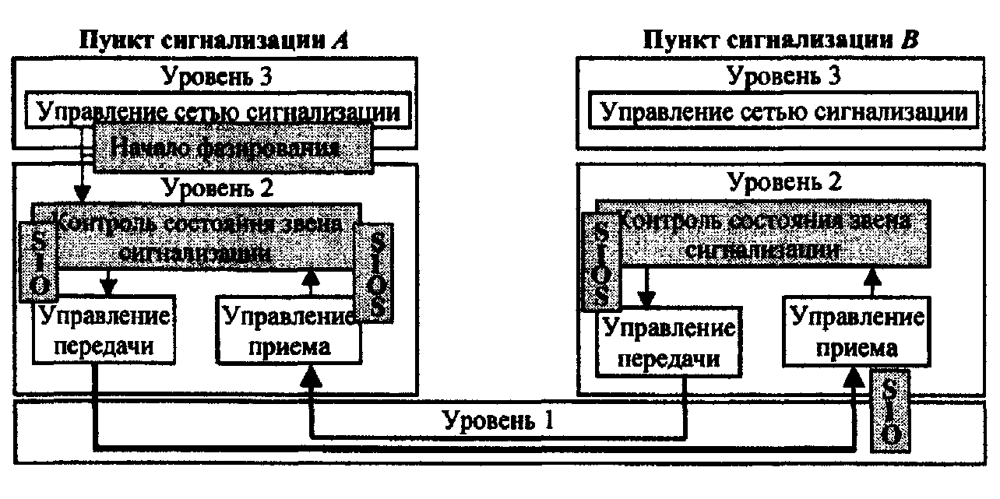 Пункт сигнализации A
Уровень 3
Управление сетью сигнализации
Начало фазирования
Уровень 2
Контроль состояния звена
сигнализации
SIO
SIOS
Управление
передачи
Управление
приема
Пункт сигнализации B
Уровень 3
Управление сетью сигнализации
Уровень 2
Контроль состояния звена
сигнализации
SIOS
Управление
передачи
Управление
приема
SIO
Уровень 1